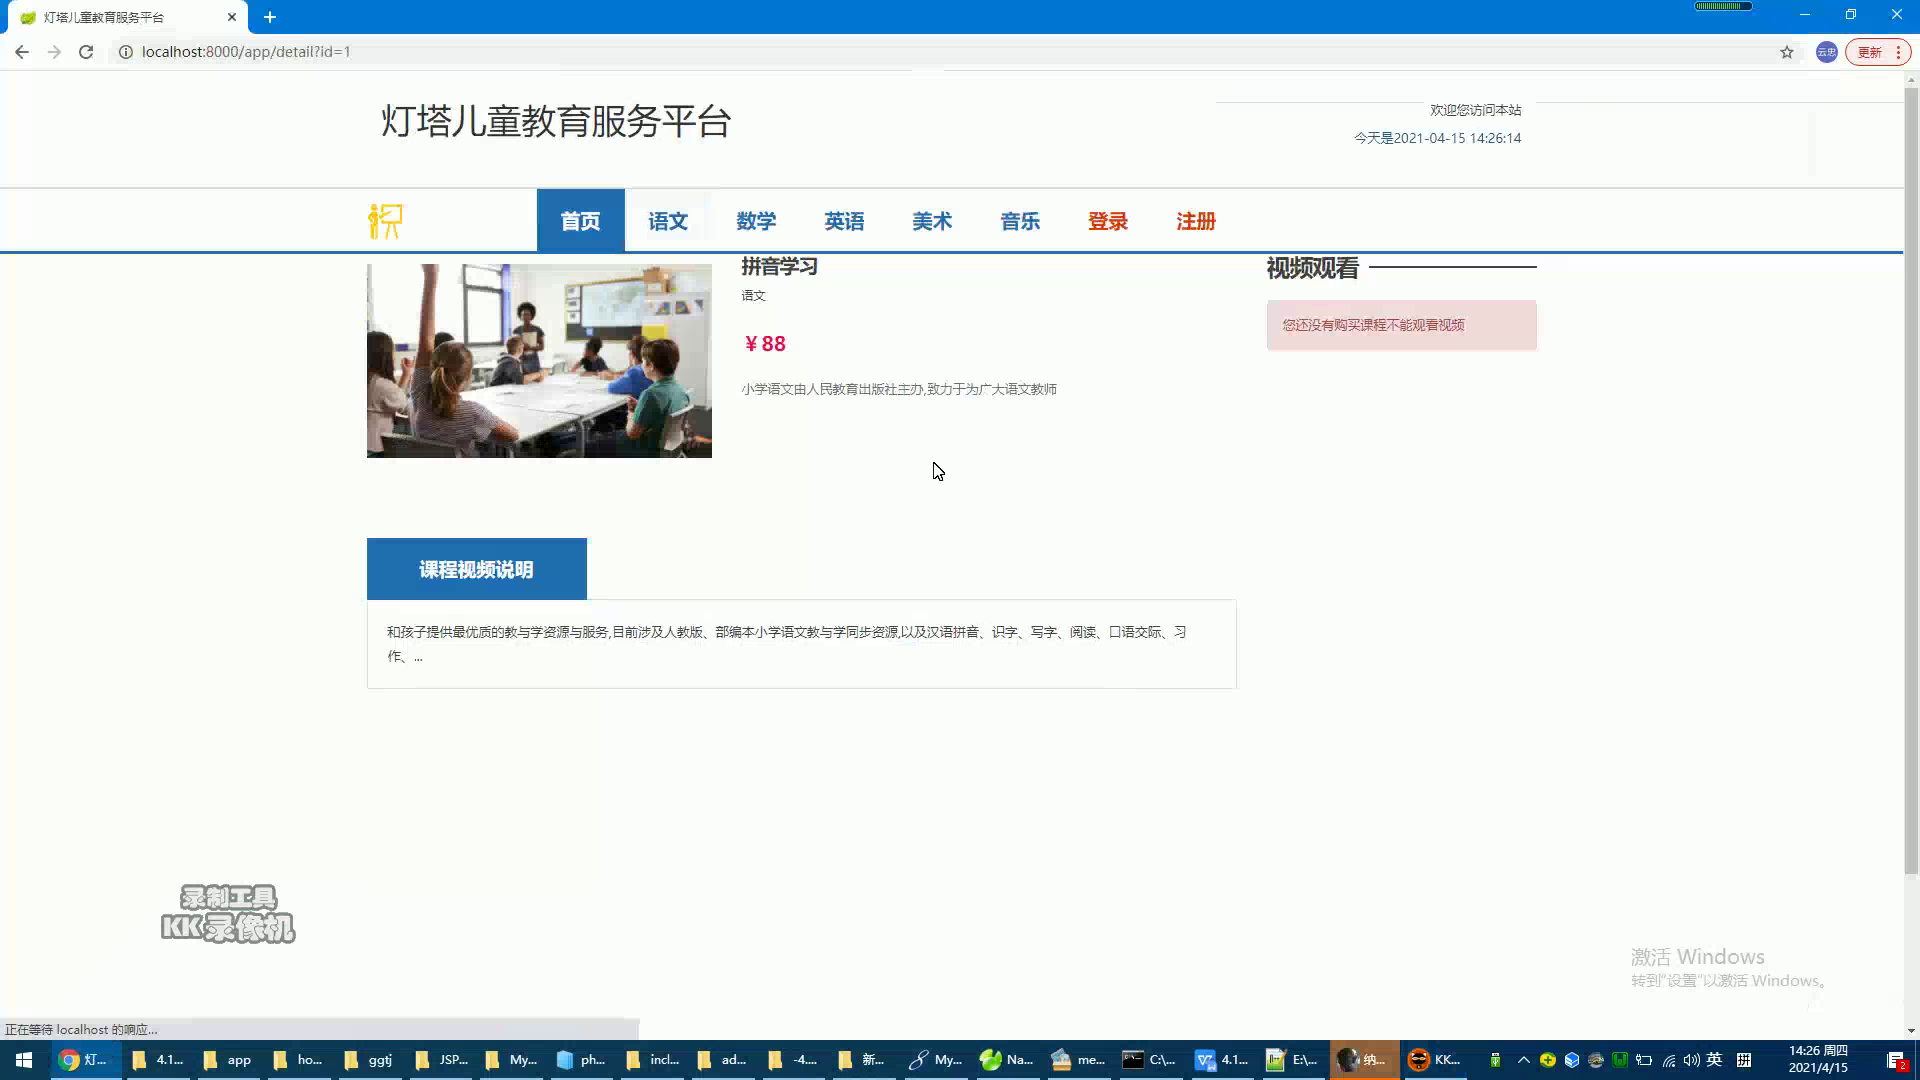 灯塔儿童教育服务平台
localhost:8000/app/detail?id=1
云忠
更新
灯塔儿童教育服务平台
欢迎您访问本站
今天是2021-04-15 14:26:14
首页
语文
数学
英语
美术
音乐
登录
注册
拼音学习
语文
¥88
小学语文由人民教育出版社主办,致力于为广大语文教师
视频观看
您还没有购买课程不能观看视频
课程视频说明
和孩子提供最优质的教与学资源与服务,目前涉及人教版、部编本小学语文教与学同步资源,以及汉语拼音、识字、写字、阅读、口语交际、习
作、...
录制工具
KK录像机
激活 Windows
转到"设置"以激活 Windows。
正在等待 localhost 的响应...
灯...
4.1...
app
ho...
ggtj
JSP...
My...
ph...
incl...
ad...
-4....
新...
My...
Na...
me...
C:\...
4.1...
E:\...
纳...
KK...
英
拼
14:26 周四
2021/4/15
2